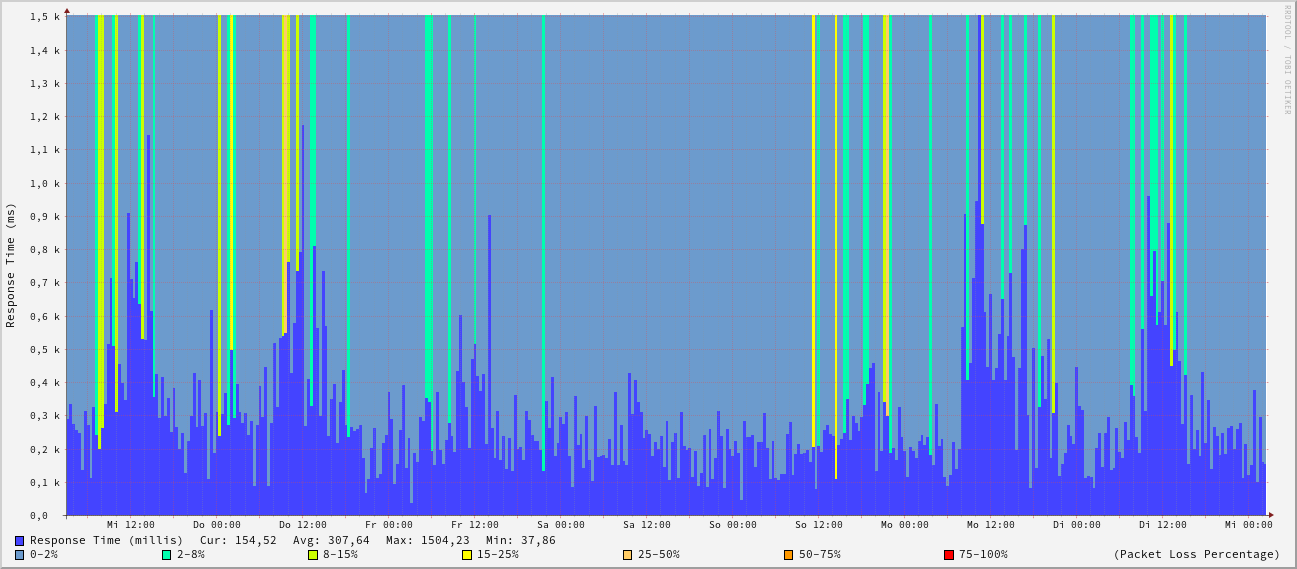 1,5 k
1,4 k
1,3 k
1,2 k
1,1 k
1,0 k
0,9 k
0,8 k
0,7 k
0,6 k
0,5 k
0,4 k
0,3 k
0,2 k
0,1 k
0,0
Response Time (ms)
RRDTOOL / TOBI OETIKER
Mi 12:00 Do 00:00 Do 12:00 Fr 00:00 Fr 12:00 Sa 00:00 Sa 12:00 So 00:00 So 12:00 Mo 00:00 Mo 12:00 Di 00:00 Di 12:00 Mi 00:00
Response Time (millis) Cur: 154,52 Avg: 307,64 Max: 1504,23 Min: 37,86
0-2% 2-8% 8-15% 15-25% 25-50% 50-75% 75-100% (Packet Loss Percentage)